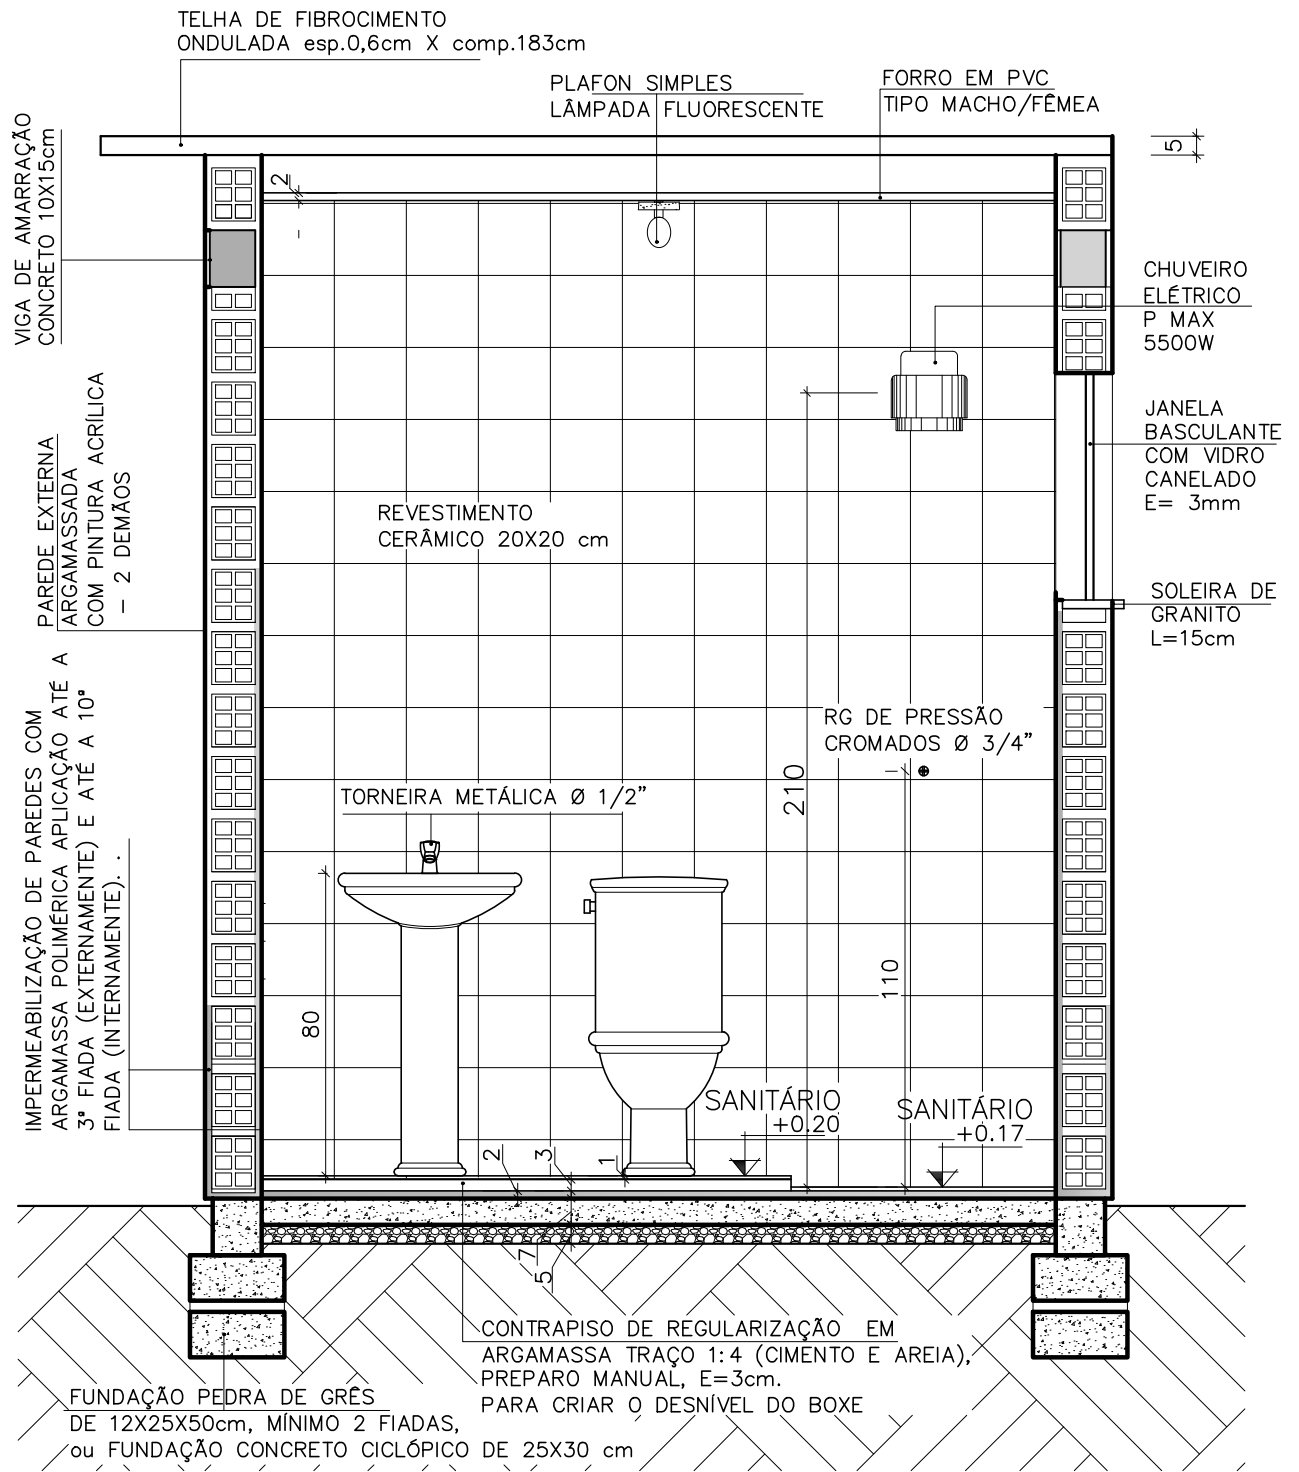 TELHA DE FIBROCIMENTO
ONDULADA esp.0,6cm X comp.183cm
PLAFON SIMPLES
LÂMPADA FLUORESCENTE
FORRO EM PVC
TIPO MACHO/FÊMEA
5
VIGA DE AMARRAÇÃO
CONCRETO 10X15cm
2
CHUVEIRO
ELÉTRICO
P MAX
5500W
PAREDE EXTERNA
ARGAMASSADA
COM PINTURA ACRÍLICA
- 2 DEMÃOS
JANELA
BASCULANTE
COM VIDRO
CANELADO
E= 3mm
REVESTIMENTO
CERÂMICO 20X20 cm
SOLEIRA DE
GRANITO
L=15cm
IMPERMEABILIZAÇÃO DE PAREDES COM
ARGAMASSA POLIMÉRICA APLICAÇÃO ATÉ A
3ª FIADA (EXTERNAMENTE) E ATÉ A 10ª
FIADA (INTERNAMENTE). .
RG DE PRESSÃO
CROMADOS Ø 3/4”
210
TORNEIRA METÁLICA Ø 1/2”
110
80
SANITÁRIO
+0.20
SANITÁRIO
+0.17
2
3
1
7
5
CONTRAPISO DE REGULARIZAÇÃO EM
ARGAMASSA TRAÇO 1:4 (CIMENTO E AREIA),
PREPARO MANUAL, E=3cm.
PARA CRIAR O DESNÍVEL DO BOXE
FUNDAÇÃO PEDRA DE GRÊS
DE 12X25X50cm, MÍNIMO 2 FIADAS,
ou FUNDAÇÃO CONCRETO CICLÓPICO DE 25X30 cm